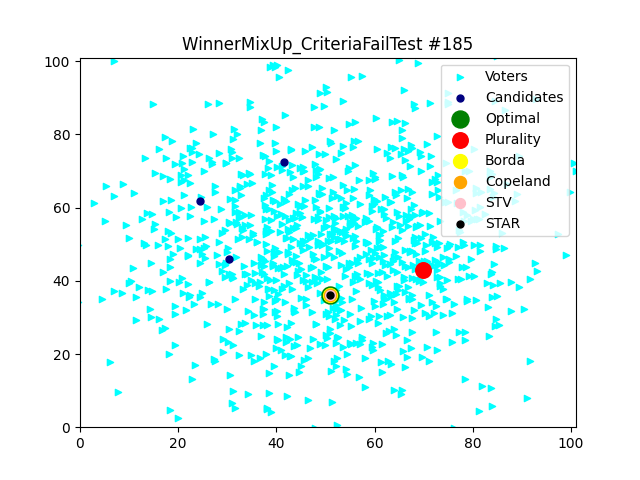 WinnerMixUp_CriteriaFailTest #185
100
80
60
40
20
0
0 20 40 60 80 100
Voters
Candidates
Optimal
Plurality
Borda
Copeland
STV
STAR